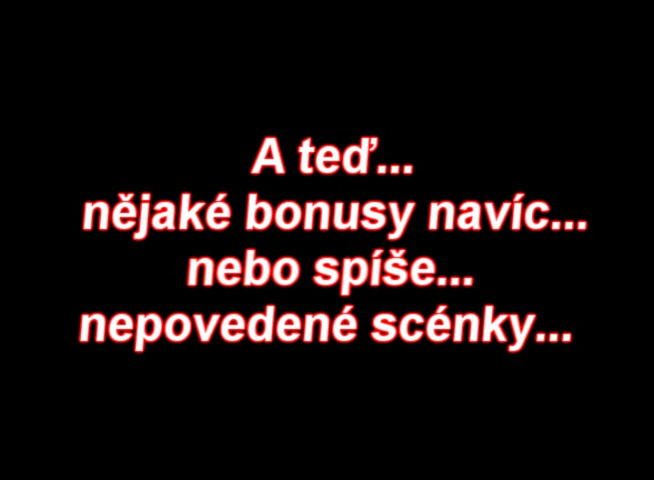 A teď...
nějaké bonusy navíc...
nebo spíše...
nepovedené scénky...